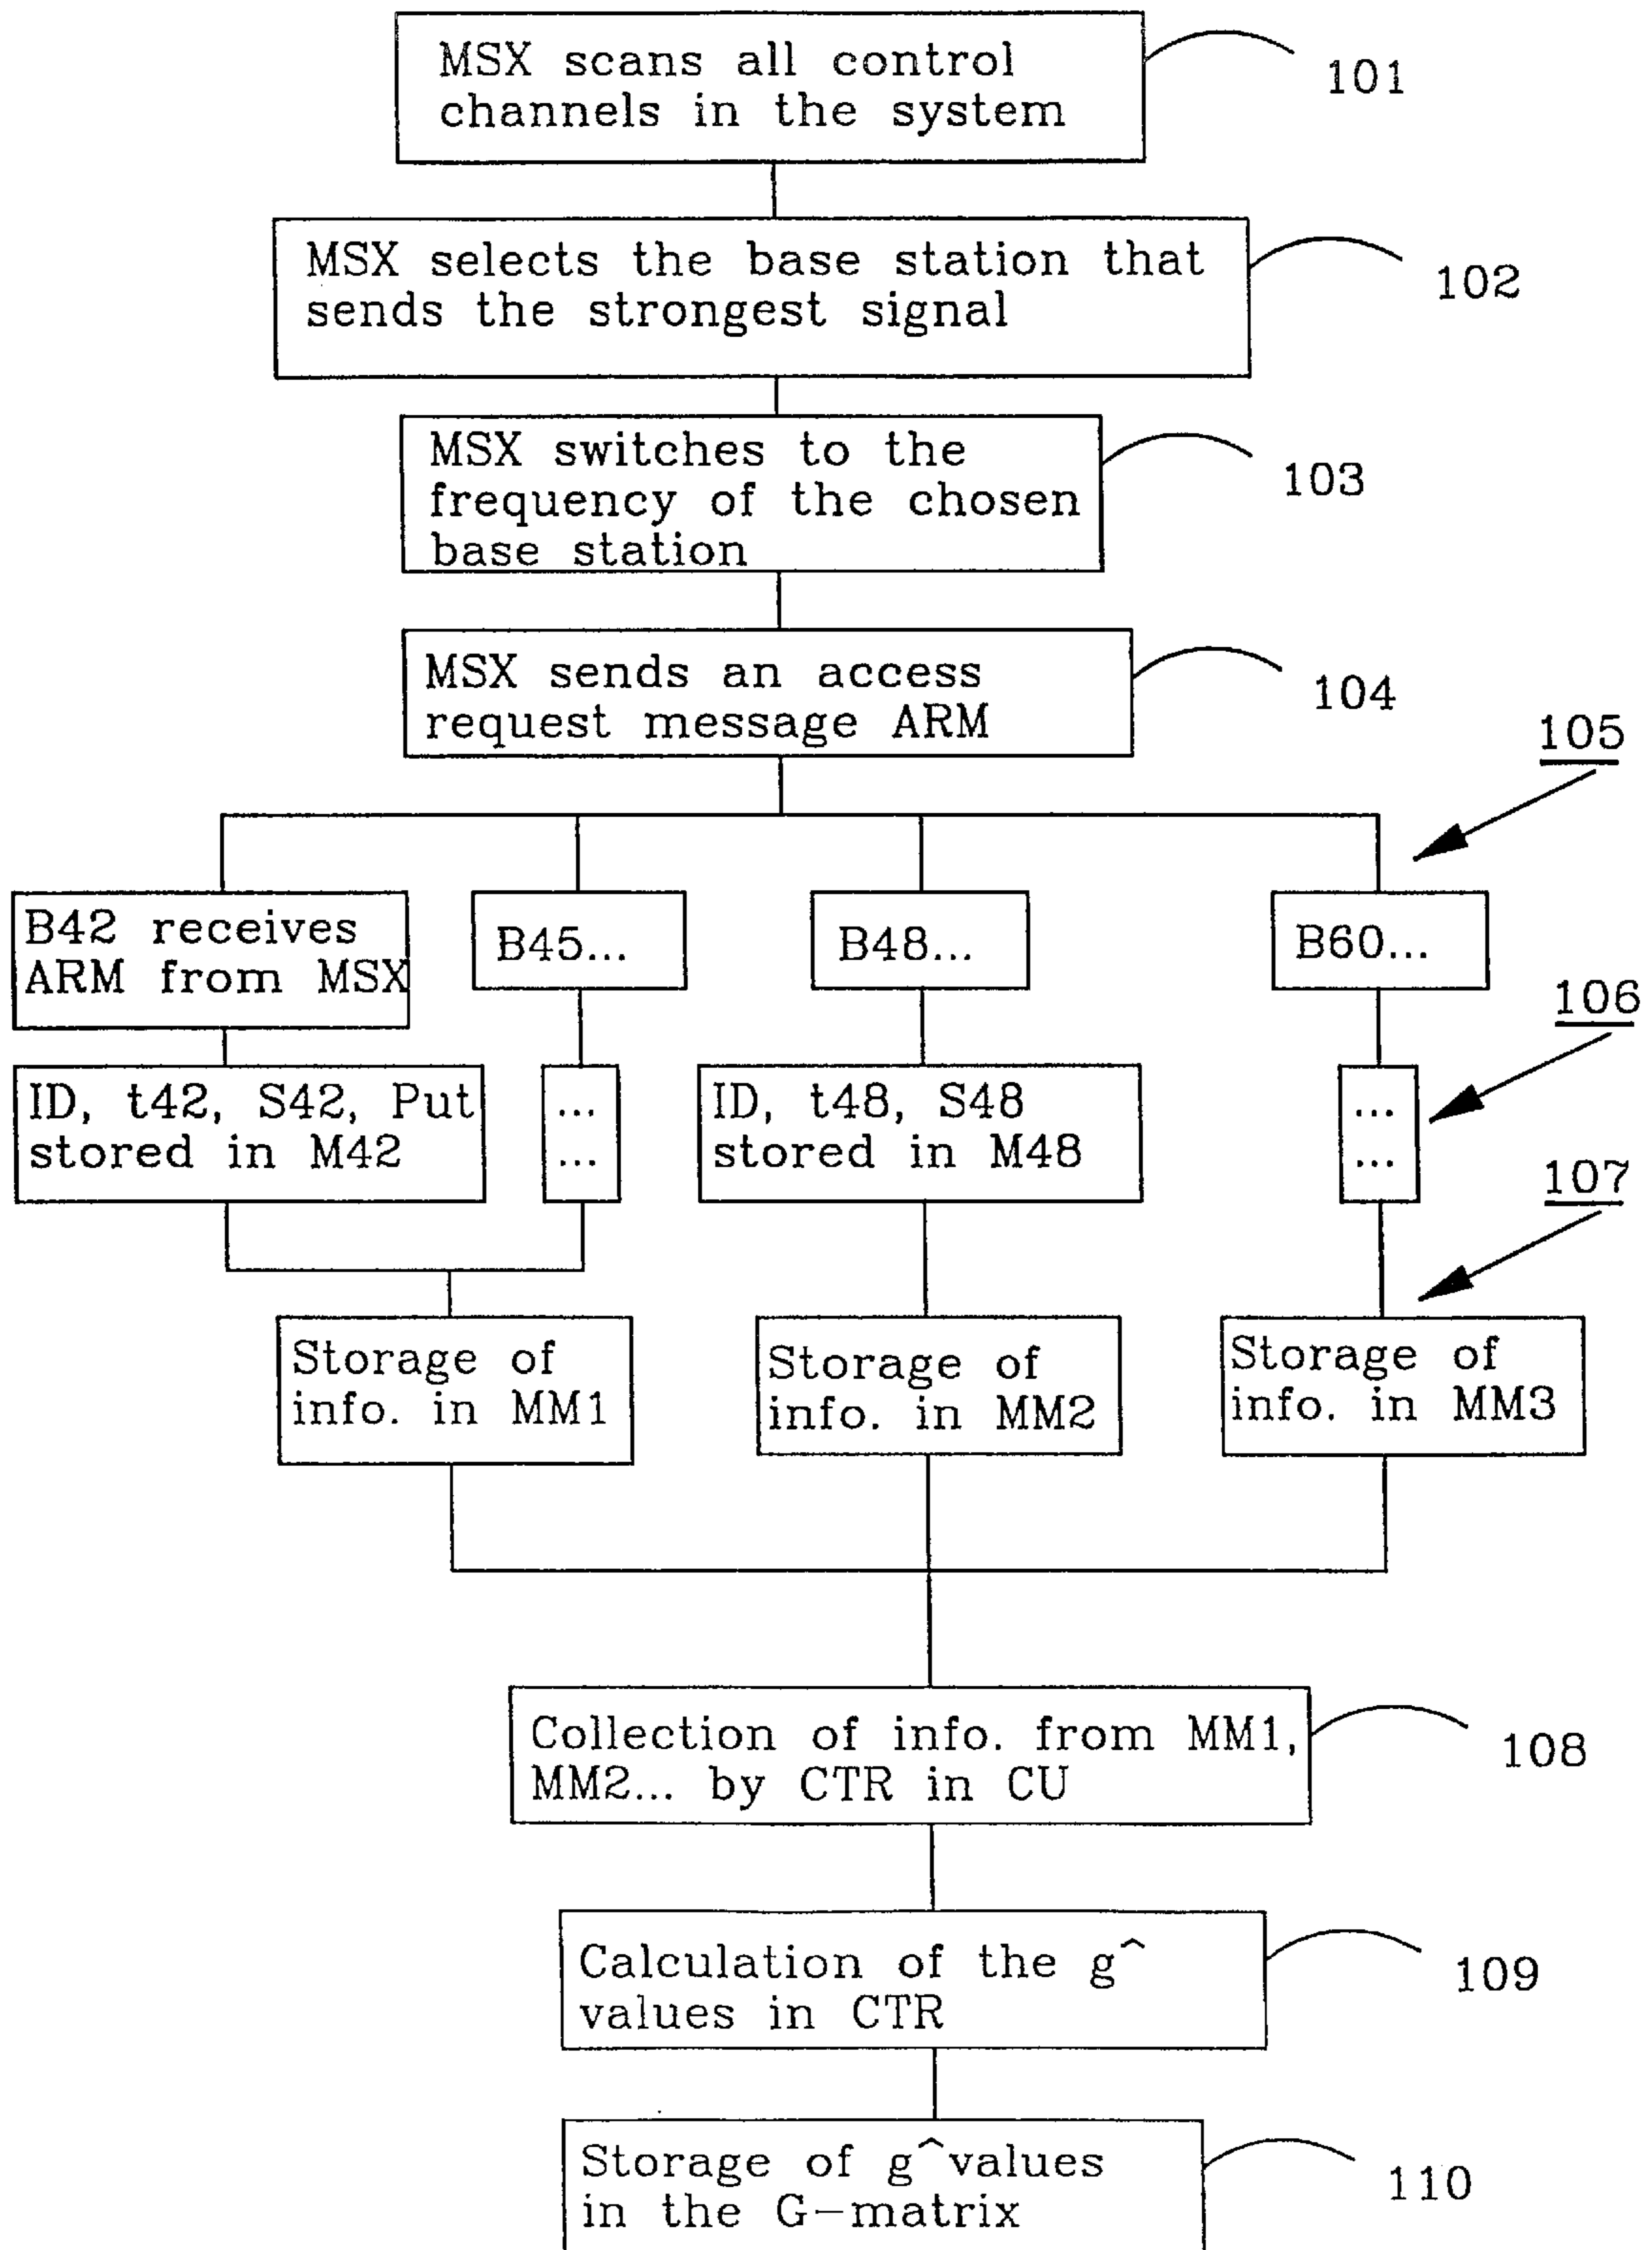 MSX scans all control
channels in the system
101
MSX selects the base station that
sends the strongest signal
102
MSX switches to the
frequency of the chosen
base station
103
MSX sends an access
request message ARM
104
105
B42 receives
ARM from MSX
B45...
B48...
B60...
106
ID, t42, S42, Put
stored in M42
...
...
ID, t48, S48
stored in M48
...
...
107
Storage of
info. in MM1
Storage of
info. in MM2
Storage of
info. in MM3
Collection of info. from MM1,
MM2... by CTR in CU
108
Calculation of the g^
values in CTR
109
Storage of g^values
in the G-matrix
110